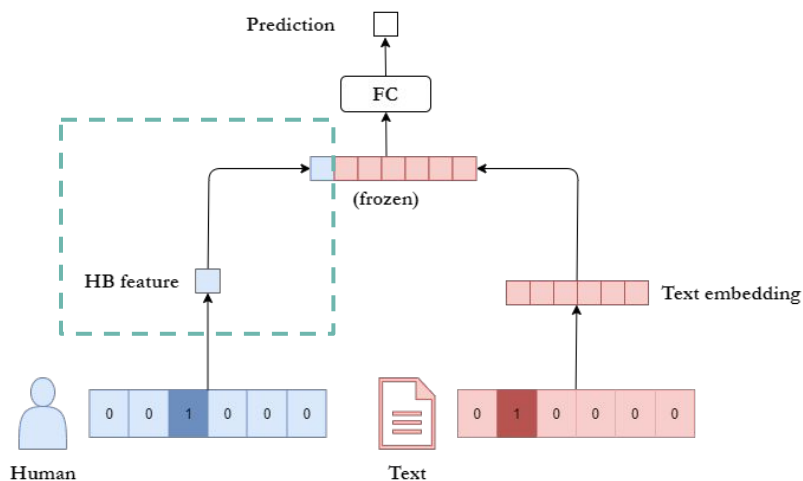 Prediction
FC
(frozen)
HB feature
Text embedding
0 0 1 0 0 0
0 1 0 0 0 0
Human
Text